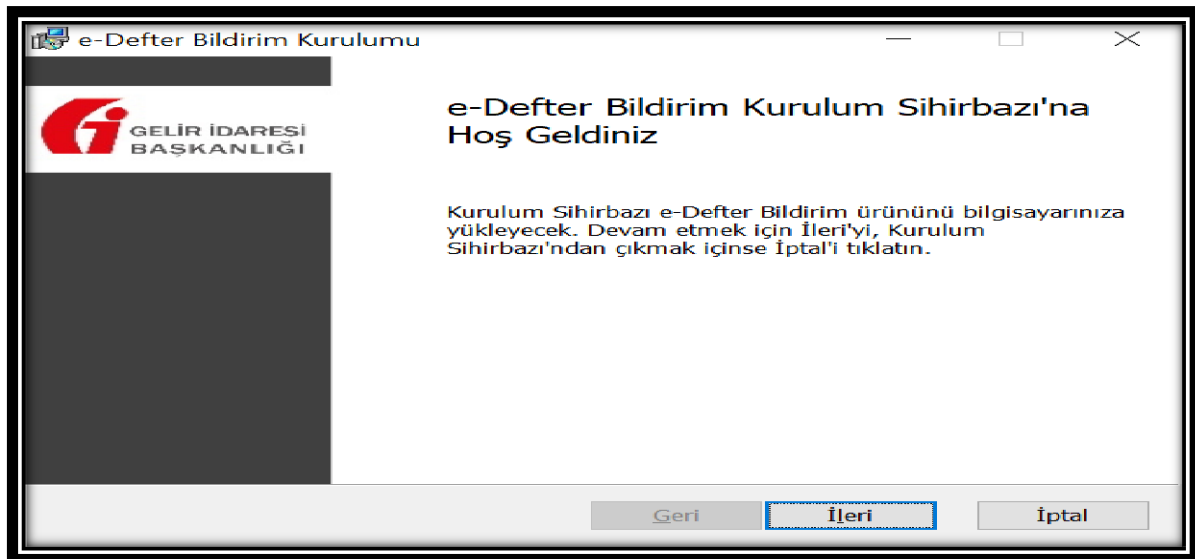 e-Defter Bildirim Kurulumu
GELİR İDARESİ
BAŞKANLIĞI
e-Defter Bildirim Kurulum Sihirbazı'na
Hoş Geldiniz
Kurulum Sihirbazı e-Defter Bildirim ürününü bilgisayarınıza
yükleyecek. Devam etmek için İleri'yi, Kurulum
Sihirbazı'ndan çıkmak içinse İptal'i tıklatın.
Geri
İleri
İptal